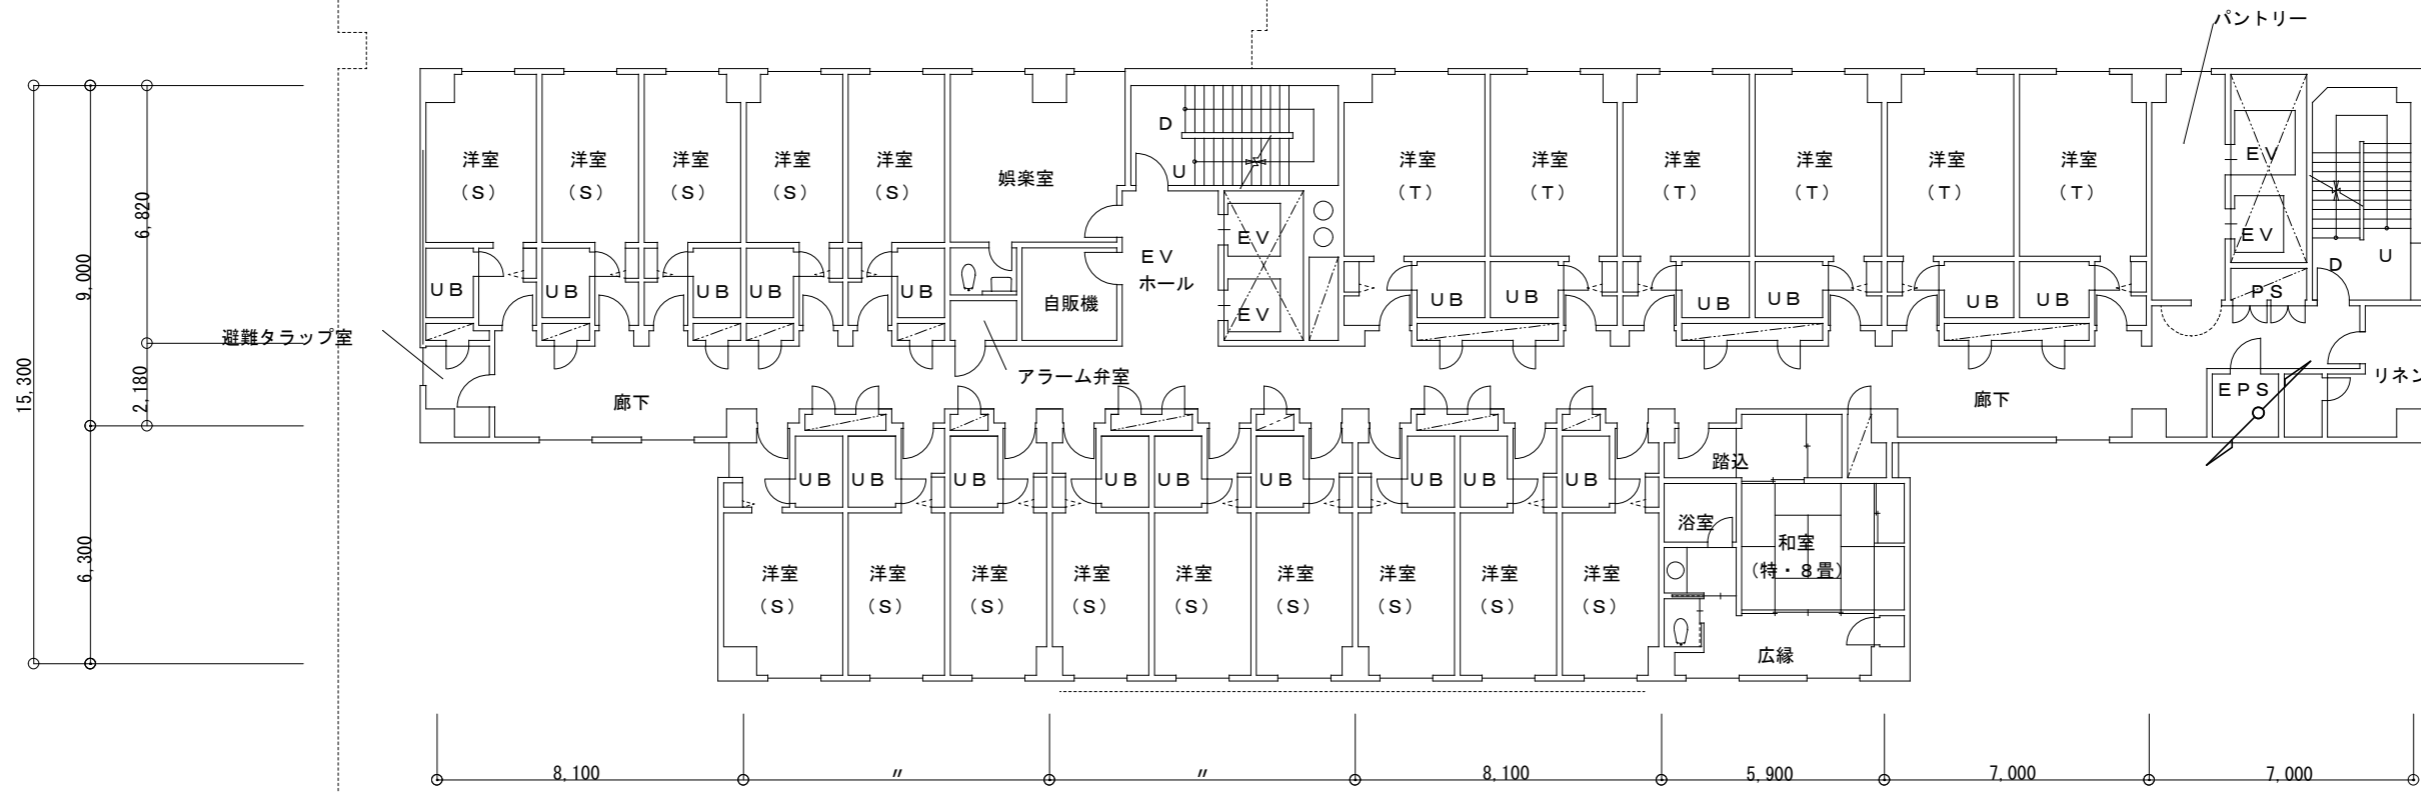 パントリー
洋室
（S）
洋室
（S）
洋室
（S）
洋室
（S）
洋室
（S）
娯楽室
D
U
洋室
（T）
洋室
（T）
洋室
（T）
洋室
（T）
洋室
（T）
洋室
（T）
EV
EV
D
U
PS
EV
ホール
EV
EV
UB
UB
UB
UB
UB
自販機
UB
UB
UB
UB
UB
UB
避難タラップ室
アラーム弁室
廊下
廊下
EPS
リネン
踏込
UB
UB
UB
UB
UB
UB
UB
UB
UB
浴室
和室
（特・８畳）
洋室
（S）
洋室
（S）
洋室
（S）
洋室
（S）
洋室
（S）
洋室
（S）
洋室
（S）
洋室
（S）
洋室
（S）
広縁
15,300
9,000
6,820
2,180
6,300
8,100
〃
〃
8,100
5,900
7,000
7,000